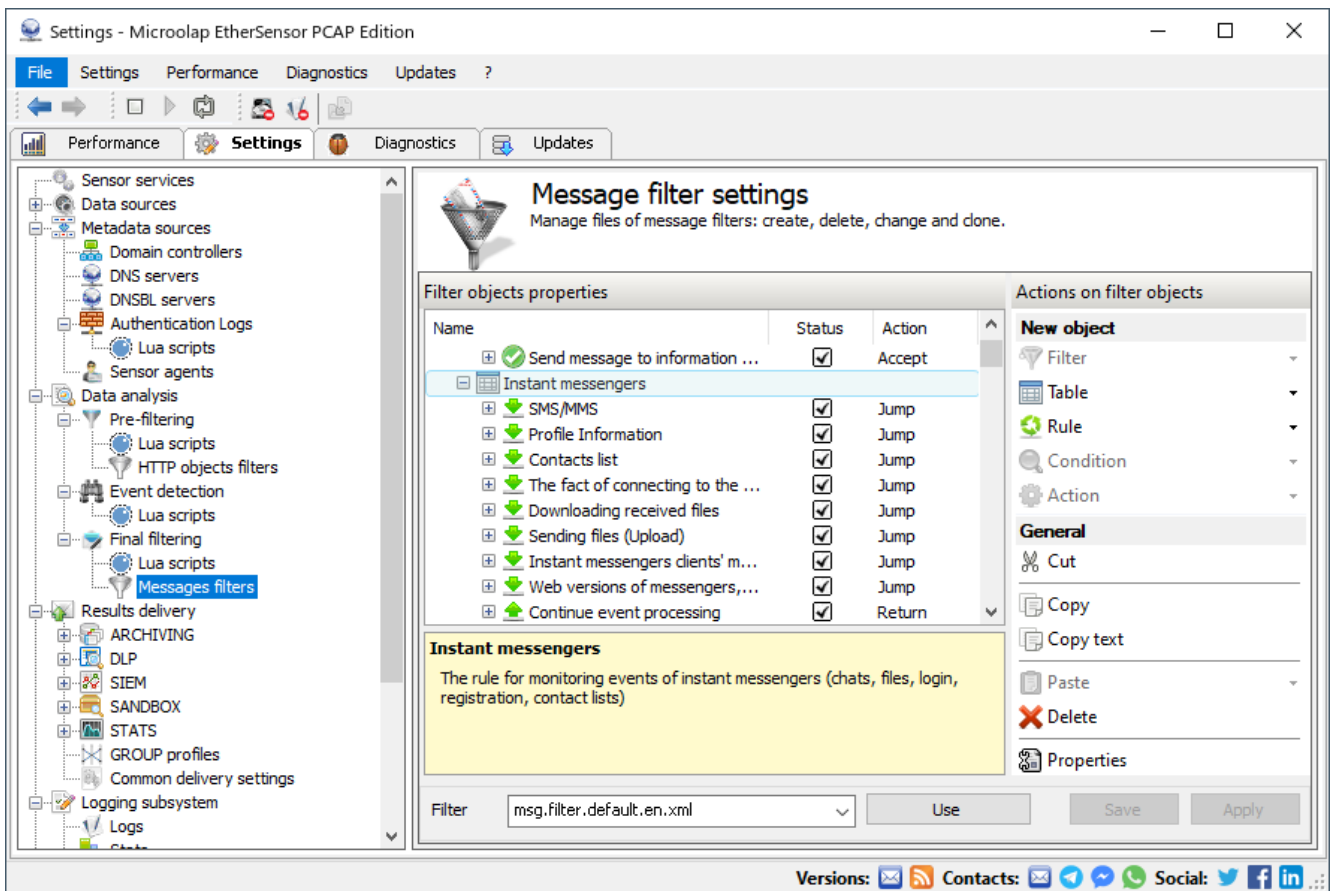 Settings - Microolap EtherSensor PCAP Edition
File Settings Performance Diagnostics Updates ?
Performance Settings Diagnostics Updates
Sensor services
Data sources
Metadata sources
Domain controllers
DNS servers
DNSBL servers
Authentication Logs
Lua scripts
Sensor agents
Data analysis
Pre-filtering
Lua scripts
HTTP objects filters
Event detection
Lua scripts
Final filtering
Lua scripts
Messages filters
Results delivery
ARCHIVING
DLP
SIEM
SANDBOX
STATS
GROUP profiles
Common delivery settings
Logging subsystem
Logs
Message filter settings
Manage files of message filters: create, delete, change and clone.
Filter objects properties
Name Status Action
Send message to information ... Accept
Instant messengers
SMS/MMS Jump
Profile Information Jump
Contacts list Jump
The fact of connecting to the ... Jump
Downloading received files Jump
Sending files (Upload) Jump
Instant messengers clients' m... Jump
Web versions of messengers,... Jump
Continue event processing Return
Instant messengers
The rule for monitoring events of instant messengers (chats, files, login,
registration, contact lists)
Actions on filter objects
New object
Filter
Table
Rule
Condition
Action
General
Cut
Copy
Copy text
Paste
Delete
Properties
Filter msg.filter.default.en.xml Use Save Apply
Versions: Contacts: Social: